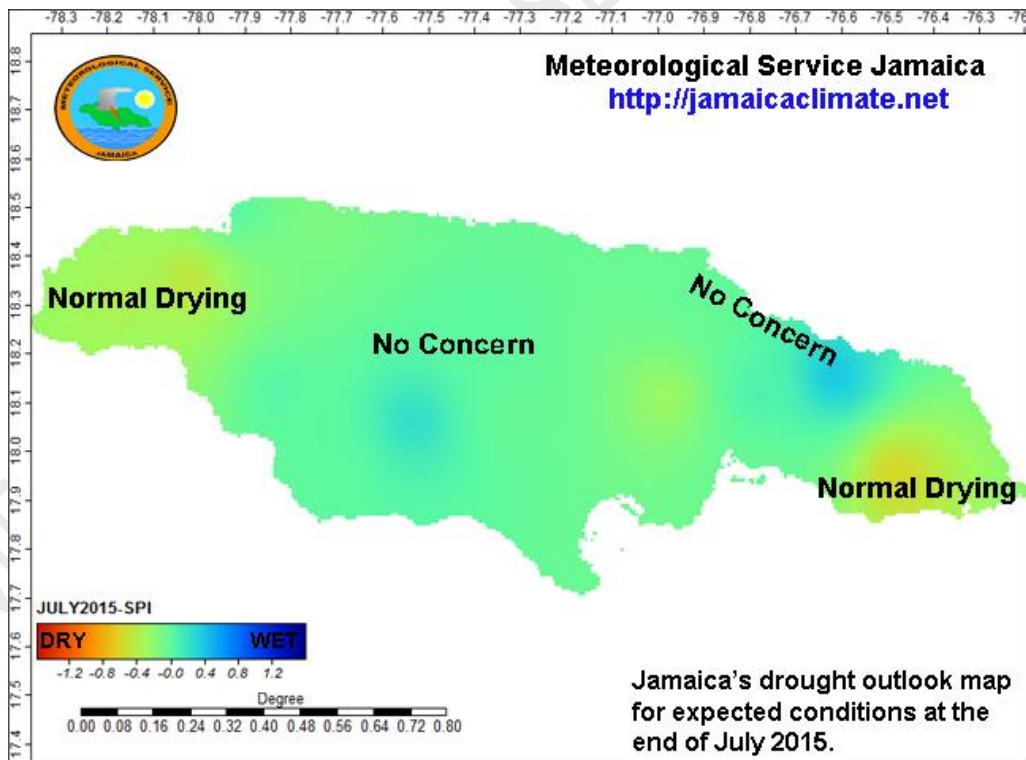 -78.3 -78.2 -78.0 -77.9 -77.8 -77.6 -77.5 -77.4 -77.2 -77.1 -77.0 -76.9 -76.7 -76.6 -76.5 -76.4 -76.3 -76
Meteorological Service Jamaica
http://jamaicaclimate.net
METEOROLOGICAL SERVICE
JAMAICA
18.8
18.7
18.6
18.5
18.4
18.3
18.2
18.1
18.0
17.9
17.8
17.7
17.6
17.5
17.4
Normal Drying
No Concern
No Concern
Normal Drying
JULY2015-SPI
DRY WET
-1.2 -0.8 -0.4 -0.0 0.4 0.8 1.2
Degree
0.00 0.08 0.16 0.24 0.32 0.40 0.48 0.56 0.64 0.72 0.80
Jamaica's drought outlook map
for expected conditions at the
end of July 2015.